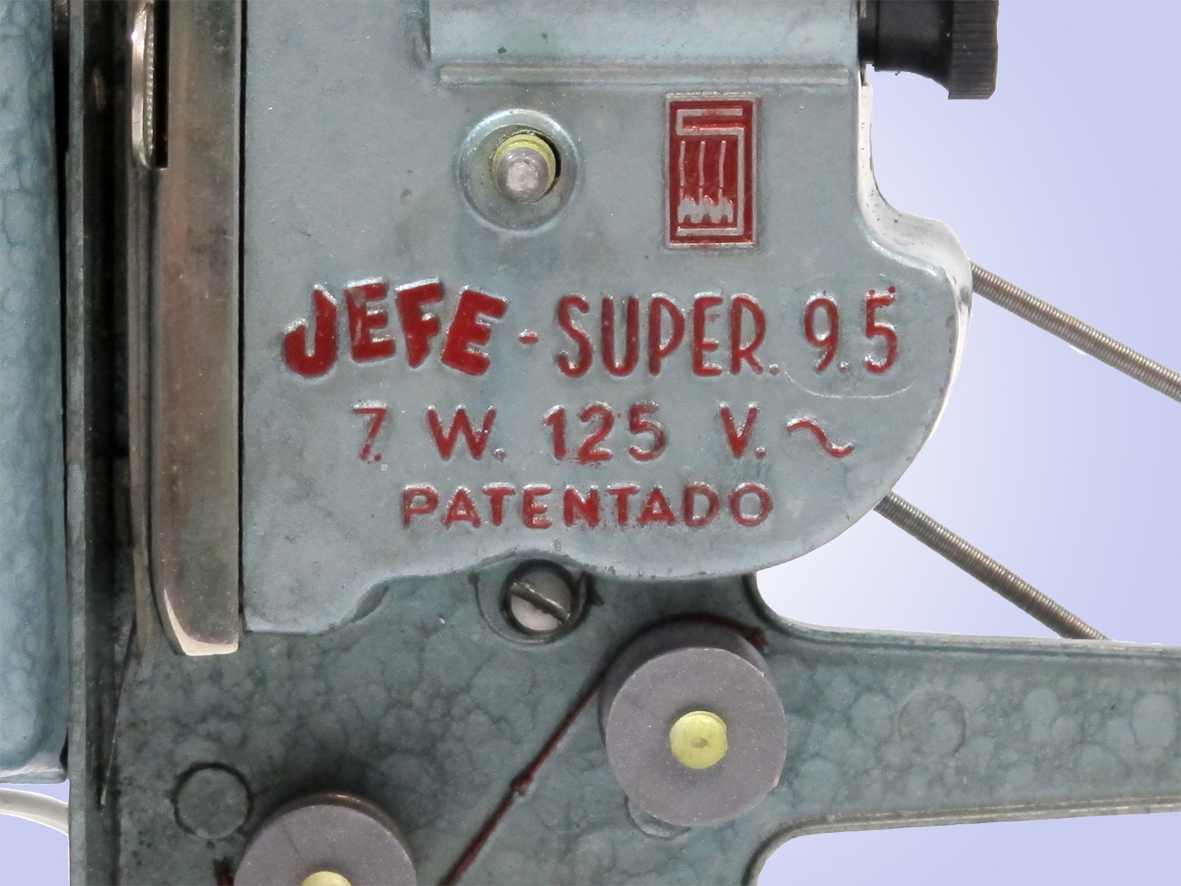 JEFE - SUPER. 9.5
7. W. 125 V. ~
PATENTADO